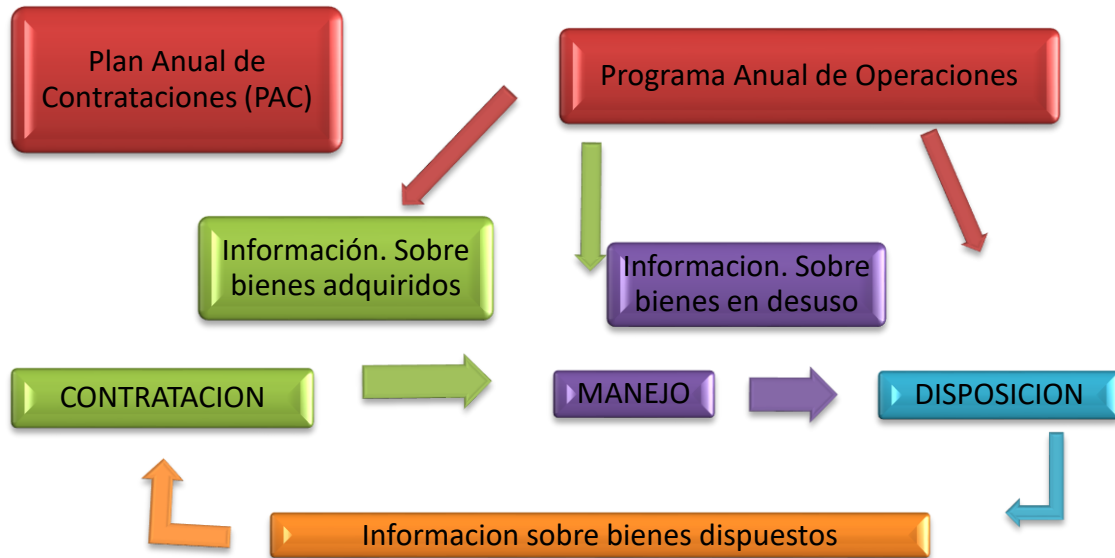 Plan Anual de
Contrataciones (PAC)
Programa Anual de Operaciones
Información. Sobre
bienes adquiridos
Informacion. Sobre
bienes en desuso
CONTRATACION
MANEJO
DISPOSICION
Informacion sobre bienes dispuestos